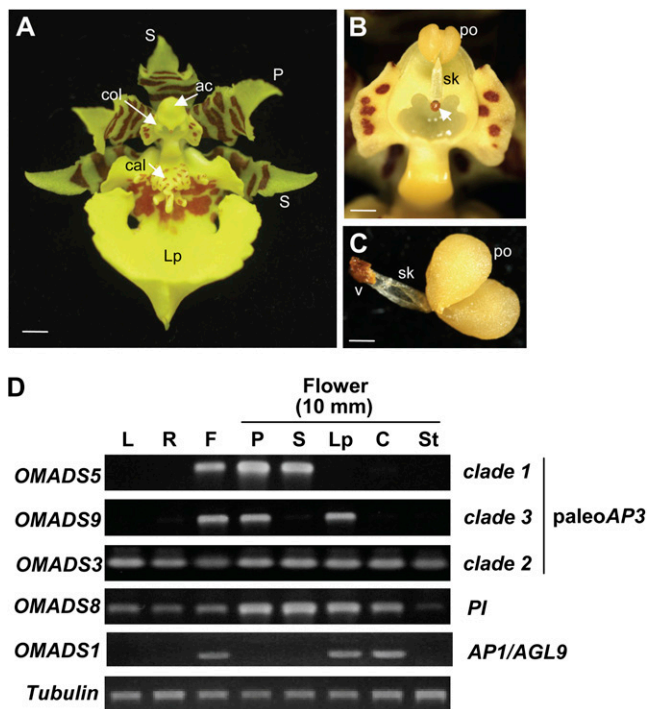 A
S
P
col
ac
cal
S
Lp
B
po
sk
C
po
sk
v
D
Flower
(10 mm)
L R F P S Lp C St
OMADS5 clade 1
OMADS9 clade 3 paleoAP3
OMADS3 clade 2
OMADS8 PI
OMADS1 AP1/AGL9
Tubulin